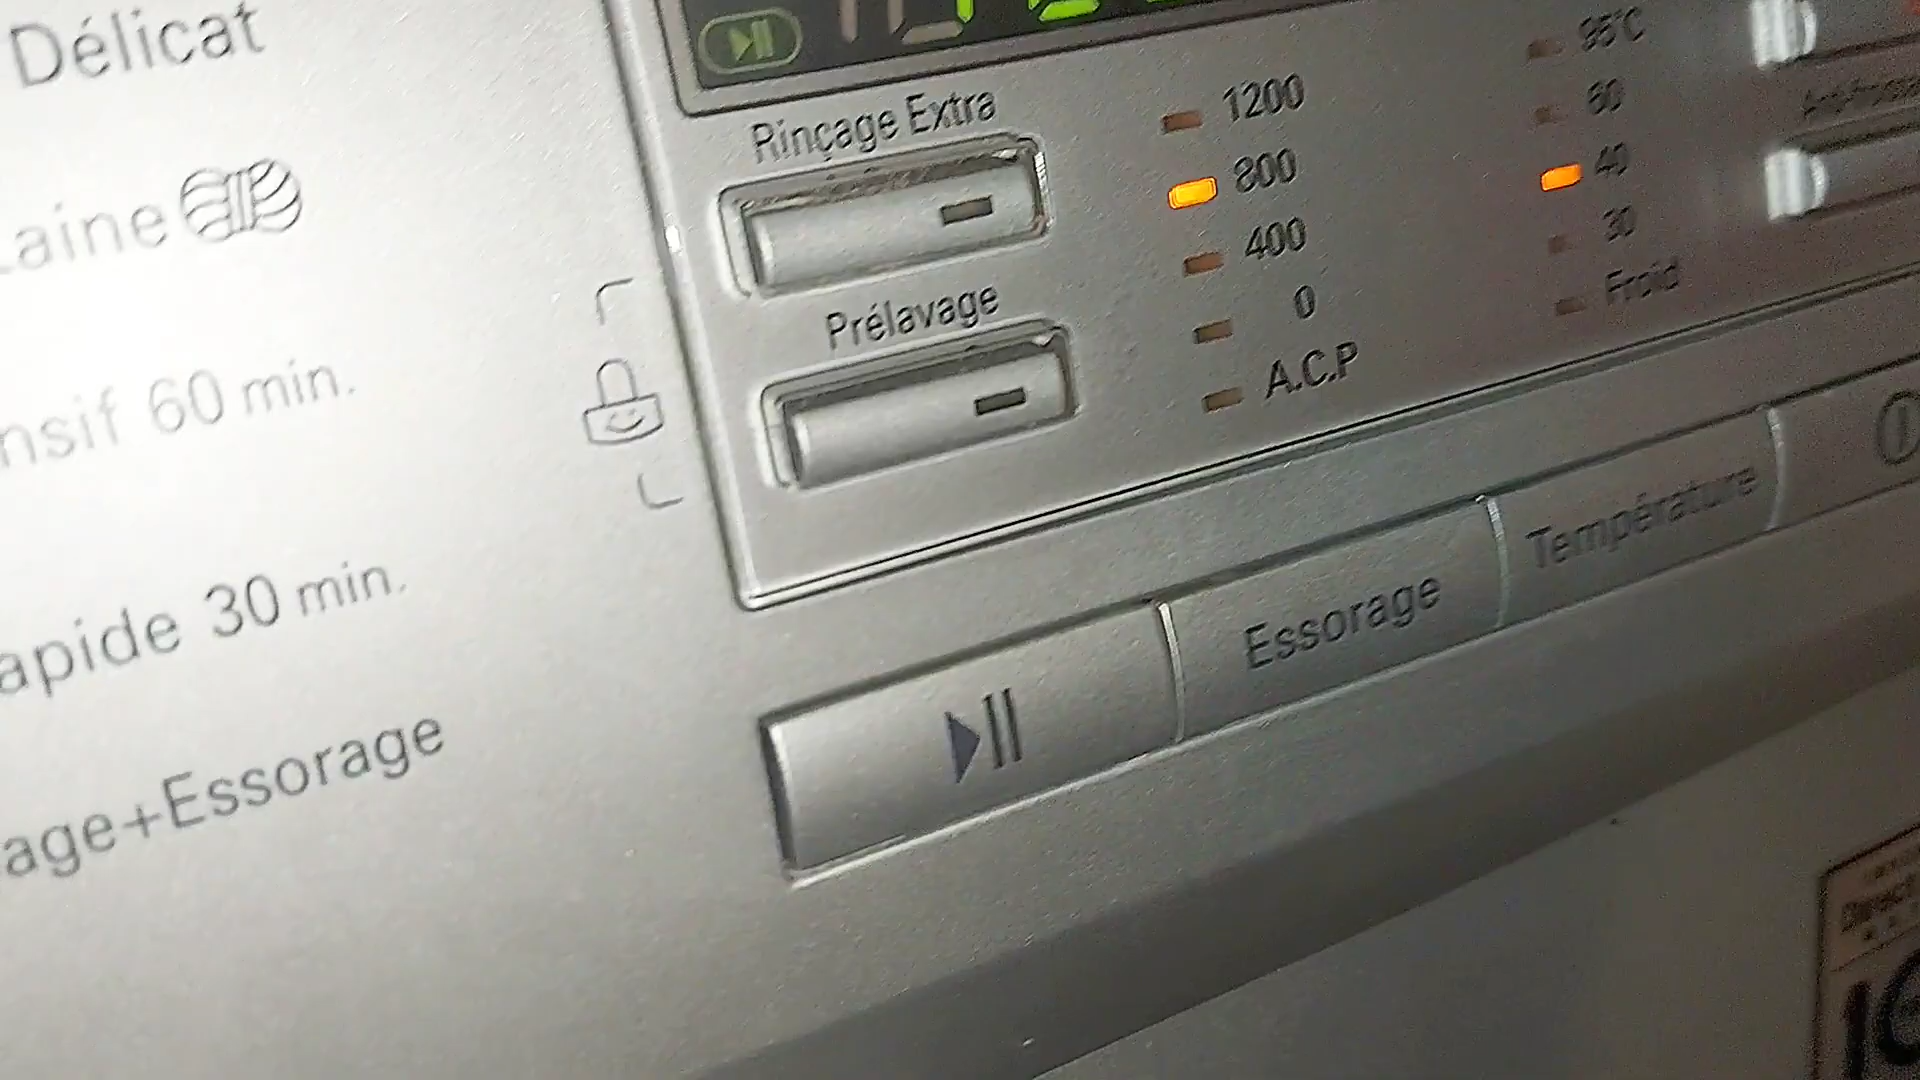 Délicat
Laine
nsif 60 min.
apide 30 min.
age+Essorage
Rinçage Extra
Prélavage
1200
800
400
0
A.C.P
95°C
60
40
30
Froid
Essorage
Température
Direct